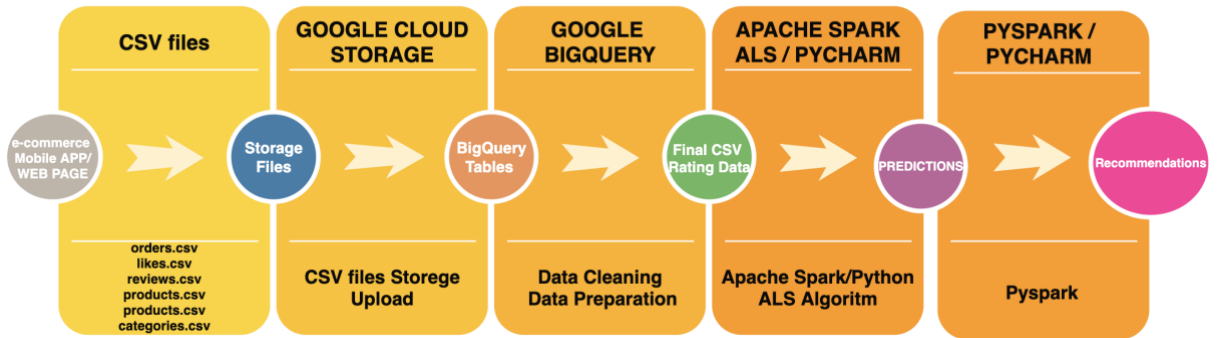 CSV files
GOOGLE CLOUD
STORAGE
GOOGLE
BIGQUERY
APACHE SPARK
ALS / PYCHARM
PYSPARK /
PYCHARM
e-commerce
Mobile APP/
WEB PAGE
Storage
Files
BigQuery
Tables
Final CSV
Rating Data
PREDICTIONS
Recommendations
orders.csv
likes.csv
reviews.csv
products.csv
products.csv
categories.csv
CSV files Storege
Upload
Data Cleaning
Data Preparation
Apache Spark/Python
ALS Algoritm
Pyspark